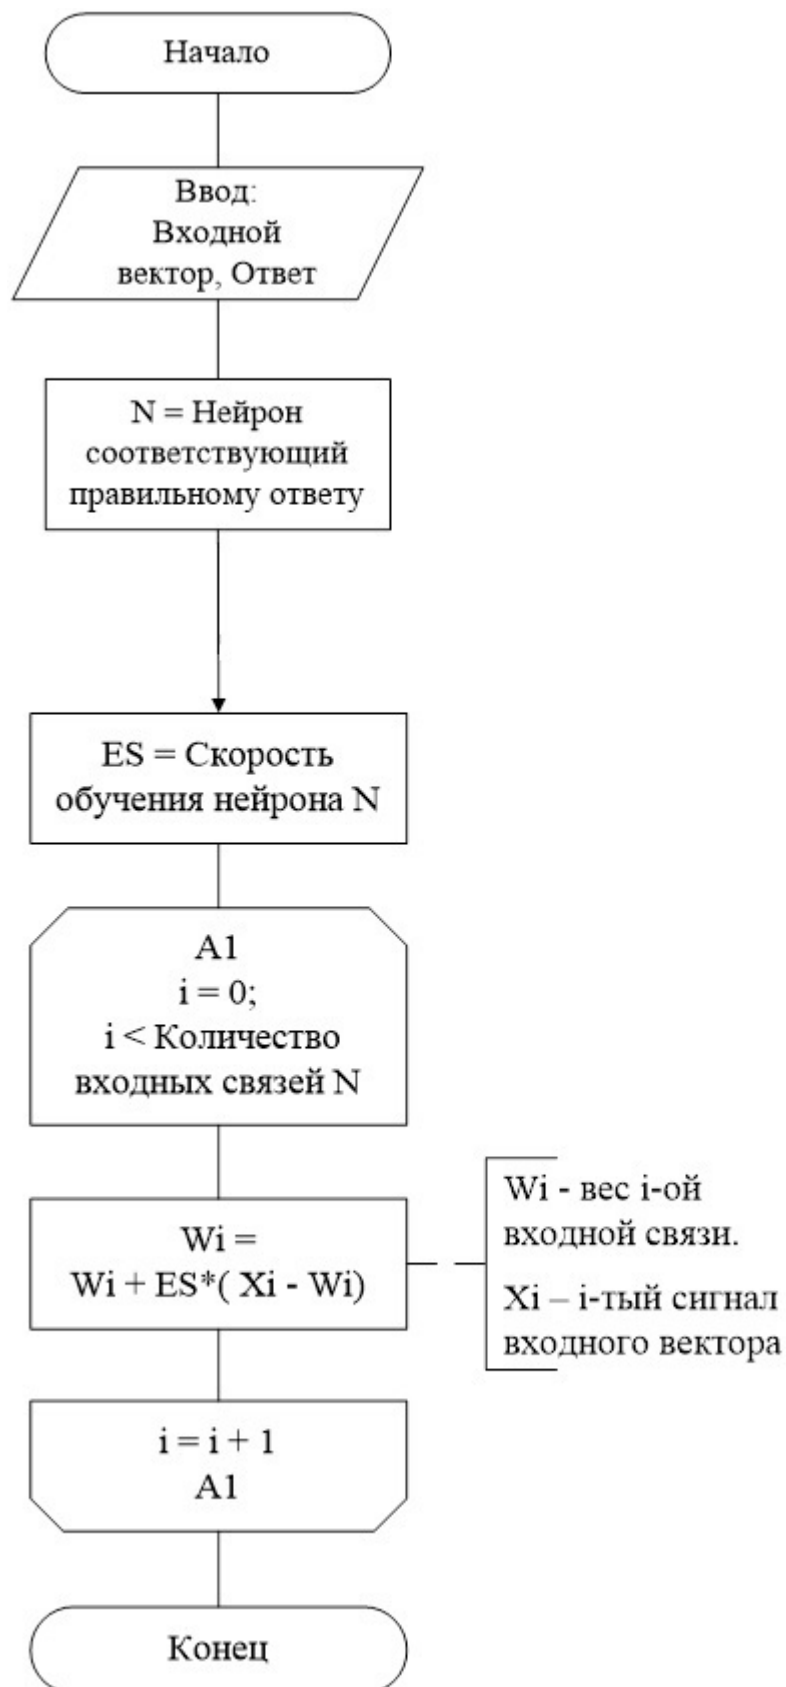 Начало
Ввод:
Входной
вектор, Ответ
N = Нейрон
соответствующий
правильному ответу
ES = Скорость
обучения нейрона N
A1
i = 0;
i < Количество
входных связей N
Wi =
Wi + ES*( Xi - Wi)
Wi - вес i-ой
входной связи.
Xi – i-тый сигнал
входного вектора
i = i + 1
A1
Конец